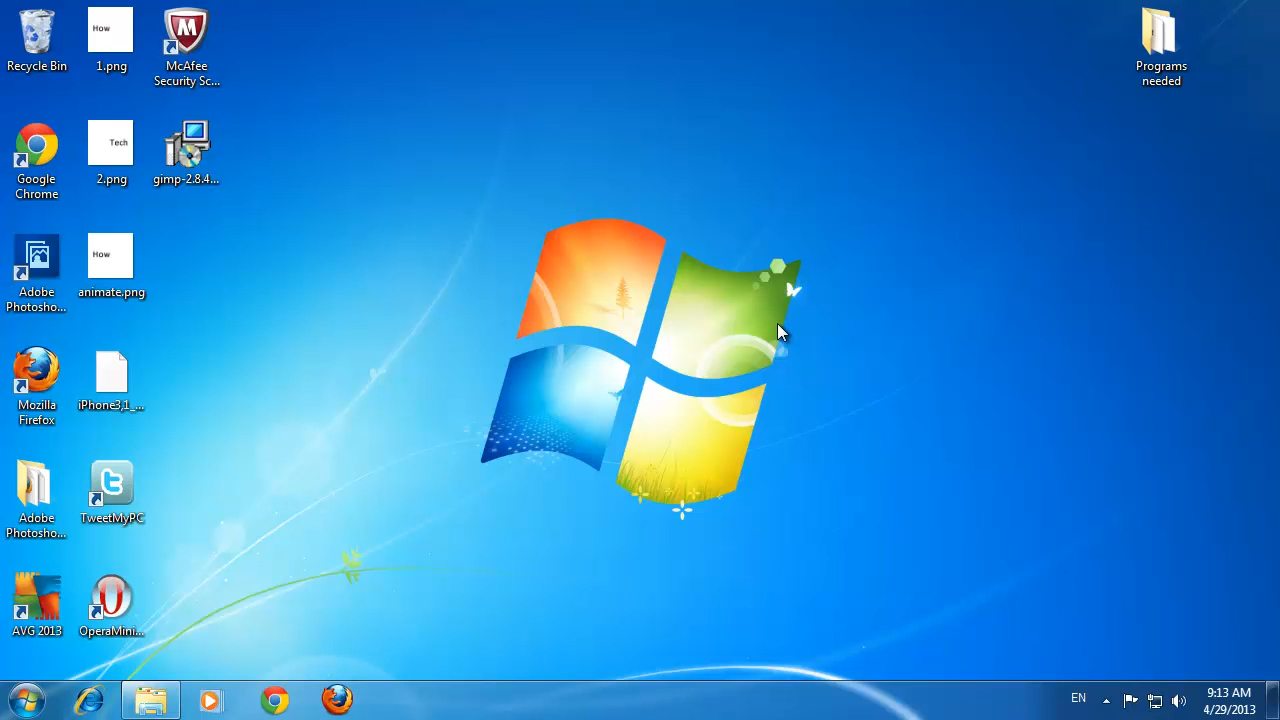 Recycle Bin
How
1.png
McAfee
Security Sc...
Programs
needed
Google
Chrome
Tech
2.png
gimp-2.8.4...
Adobe
Photosho...
How
animate.png
Mozilla
Firefox
iPhone3,1_...
Adobe
Photosho...
TweetMyPC
AVG 2013
OperaMini...
EN
9:13 AM
4/29/2013